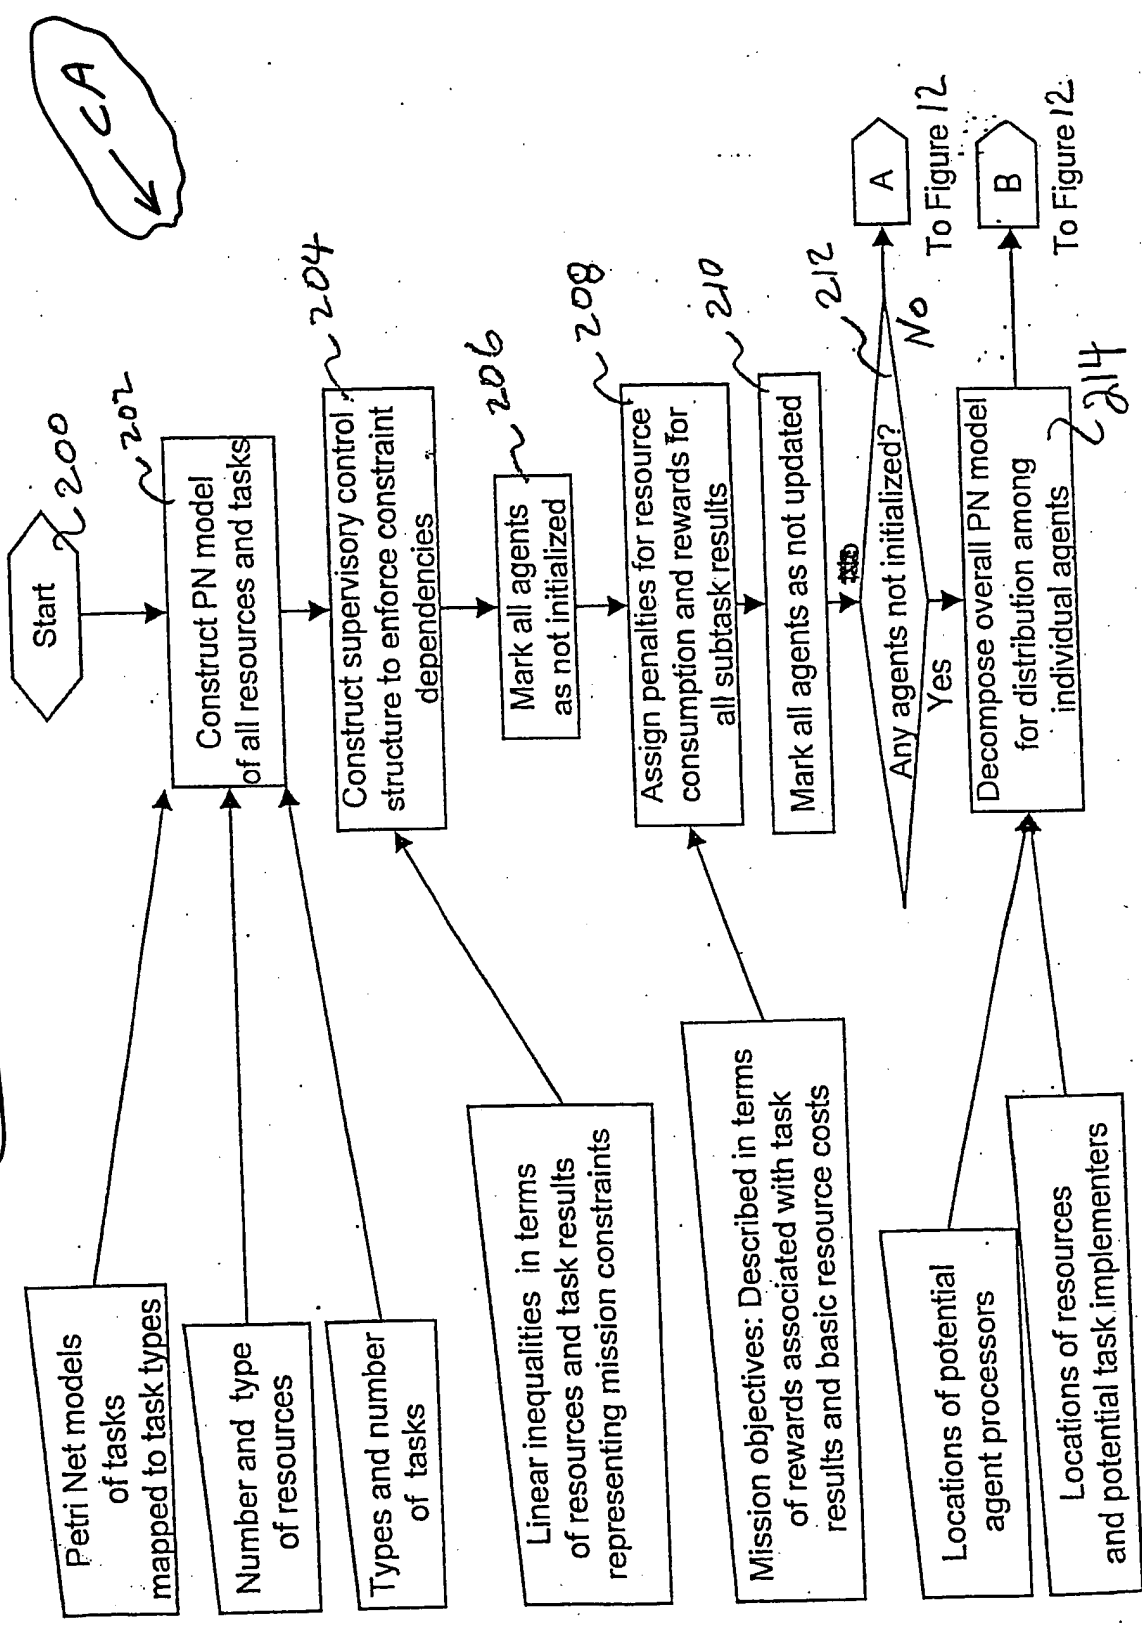 CA
Start
200
Petri Net models
of tasks
mapped to task types
Number and type
of resources
Types and number
of tasks
202
Construct PN model
of all resources and tasks
204
Construct supervisory control
structure to enforce constraint
dependencies
Linear inequalities in terms
of resources and task results
representing mission constraints
206
Mark all agents
as not initialized
208
Assign penalties for resource
consumption and rewards for
all subtask results
Mission objectives: Described in terms
of rewards associated with task
results and basic resource costs
210
Mark all agents as not updated
212
Any agents not initialized?
No
A
To Figure 12
Yes
Locations of potential
agent processors
Locations of resources
and potential task implementers
Decompose overall PN model
for distribution among
individual agents
214
B
To Figure 12